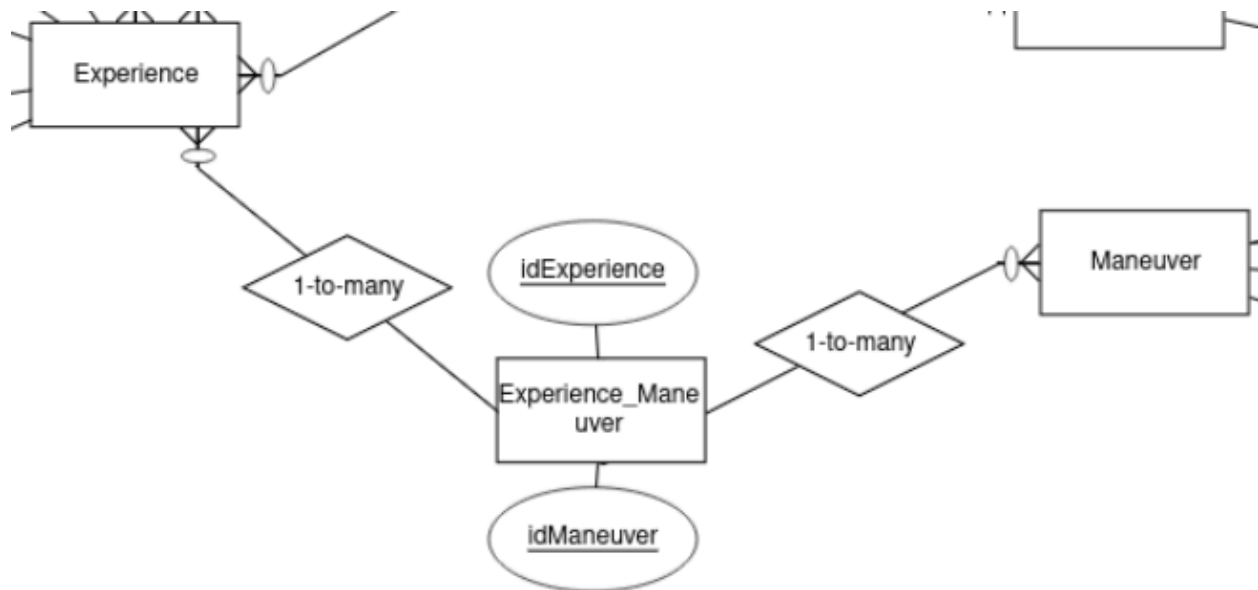 Experience
Maneuver
idExperience
1-to-many
1-to-many
Experience_Mane
uver
idManeuver